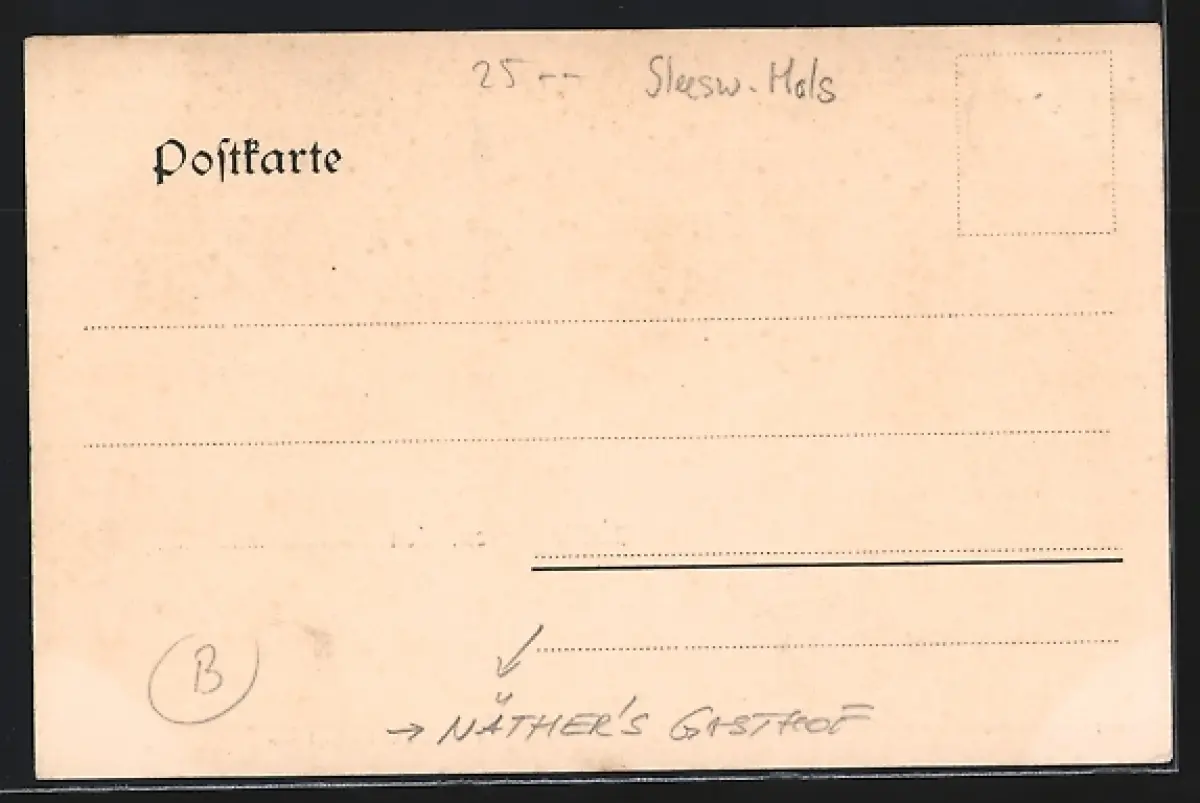 25 -- Sleesw. Hols
Postkarte
B
→ NÄTHER'S GASTHOF